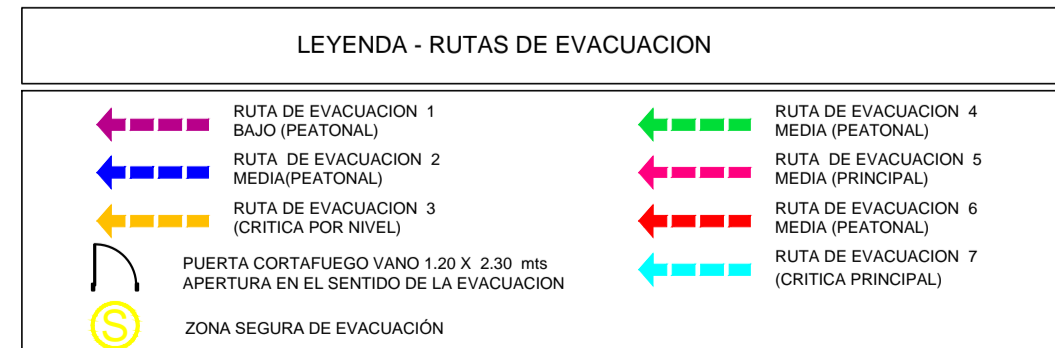 LEYENDA - RUTAS DE EVACUACION
RUTA DE EVACUACION 1
BAJO (PEATONAL)
RUTA DE EVACUACION 2
MEDIA(PEATONAL)
RUTA DE EVACUACION 3
(CRITICA POR NIVEL)
PUERTA CORTAFUEGO VANO 1.20 X 2.30 mts
APERTURA EN EL SENTIDO DE LA EVACUACION
S
ZONA SEGURA DE EVACUACIÓN
RUTA DE EVACUACION 4
MEDIA (PEATONAL)
RUTA DE EVACUACION 5
MEDIA (PRINCIPAL)
RUTA DE EVACUACION 6
MEDIA (PEATONAL)
RUTA DE EVACUACION 7
(CRITICA PRINCIPAL)